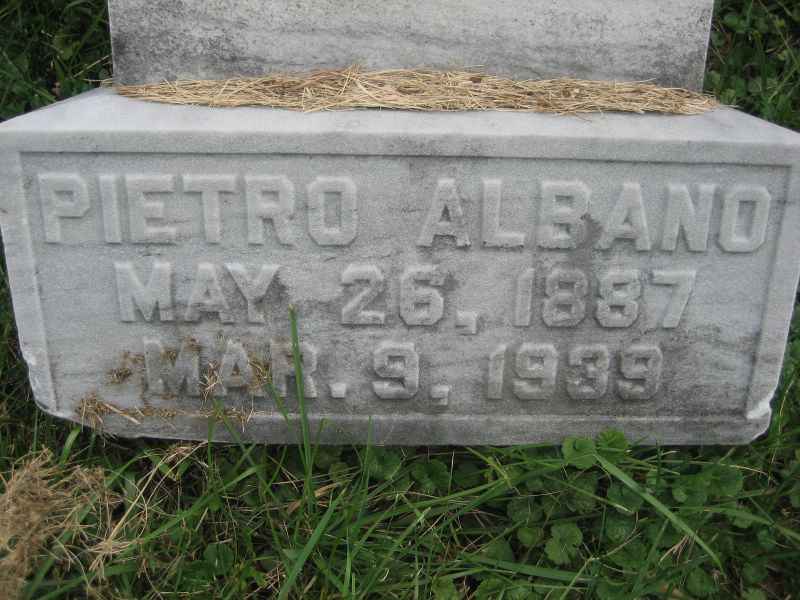 PIETRO ALBANO
MAY 26, 1887
MAR. 9, 1939